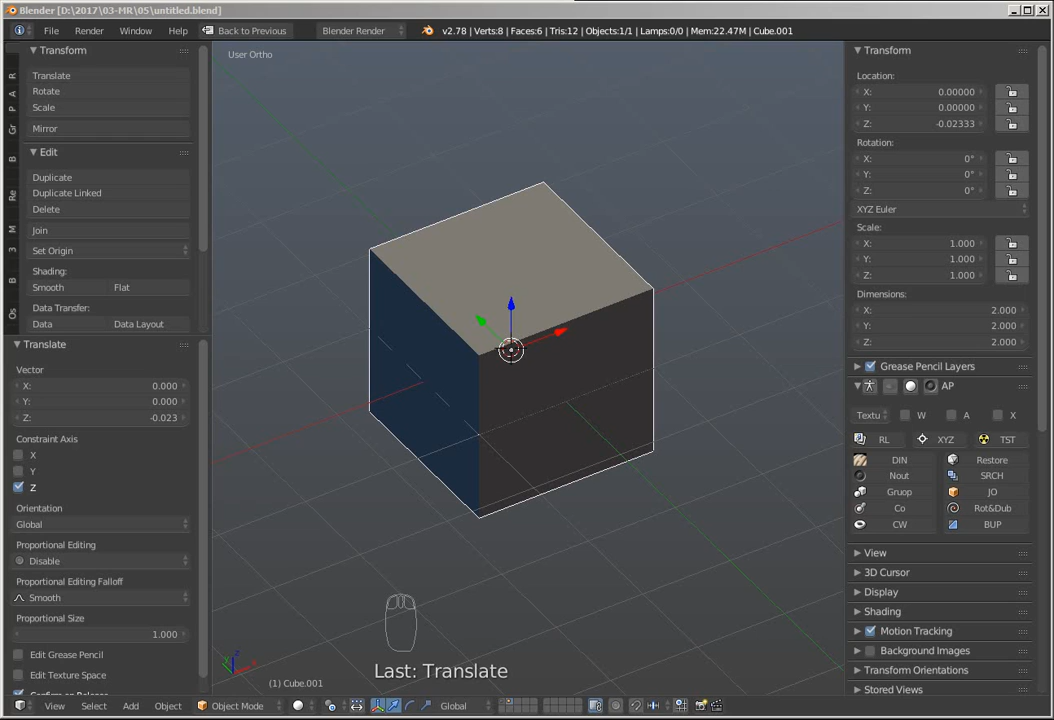 Blender [D:\2017\03-MR\05\untitled.blend]
File Render Window Help Back to Previous Blender Render v2.78 | Verts:8 | Faces:6 | Tris:12 | Objects:1/1 | Lamps:0/0 | Mem:22.47M | Cube.001
Transform
Translate
Rotate
Scale
Mirror
Edit
Duplicate
Duplicate Linked
Delete
Join
Set Origin
Shading:
Smooth Flat
Data Transfer:
Data Data Layout
R
A
P
Gr
B
Re
M
3
B
Os
Translate
Vector
X: 0.000
Y: 0.000
Z: -0.023
Constraint Axis
X
Y
Z
Orientation
Global
Proportional Editing
Disable
Proportional Editing Falloff
Smooth
Proportional Size
1.000
Edit Grease Pencil
Edit Texture Space
Confirm on Release
User Ortho
z
y
x
Last: Translate
(1) Cube.001
Transform
Location:
X: 0.00000
Y: 0.00000
Z: -0.02333
Rotation:
X: 0°
Y: 0°
Z: 0°
XYZ Euler
Scale:
X: 1.000
Y: 1.000
Z: 1.000
Dimensions:
X: 2.000
Y: 2.000
Z: 2.000
Grease Pencil Layers
AP
Textu W A X
RL XYZ TST
DIN Restore
Nout SRCH
Gruop JO
Co Rot&Dub
CW BUP
View
3D Cursor
Display
Shading
Motion Tracking
Background Images
Transform Orientations
Stored Views
View Select Add Object Object Mode Global